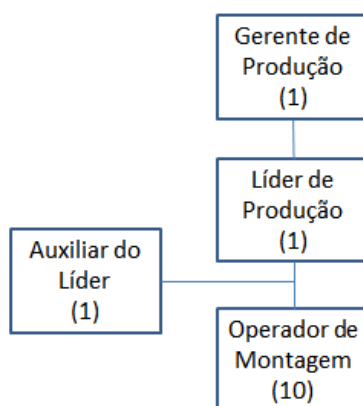 Gerente de
Produção
(1)
Líder de
Produção
(1)
Auxiliar do
Líder
(1)
Operador de
Montagem
(10)